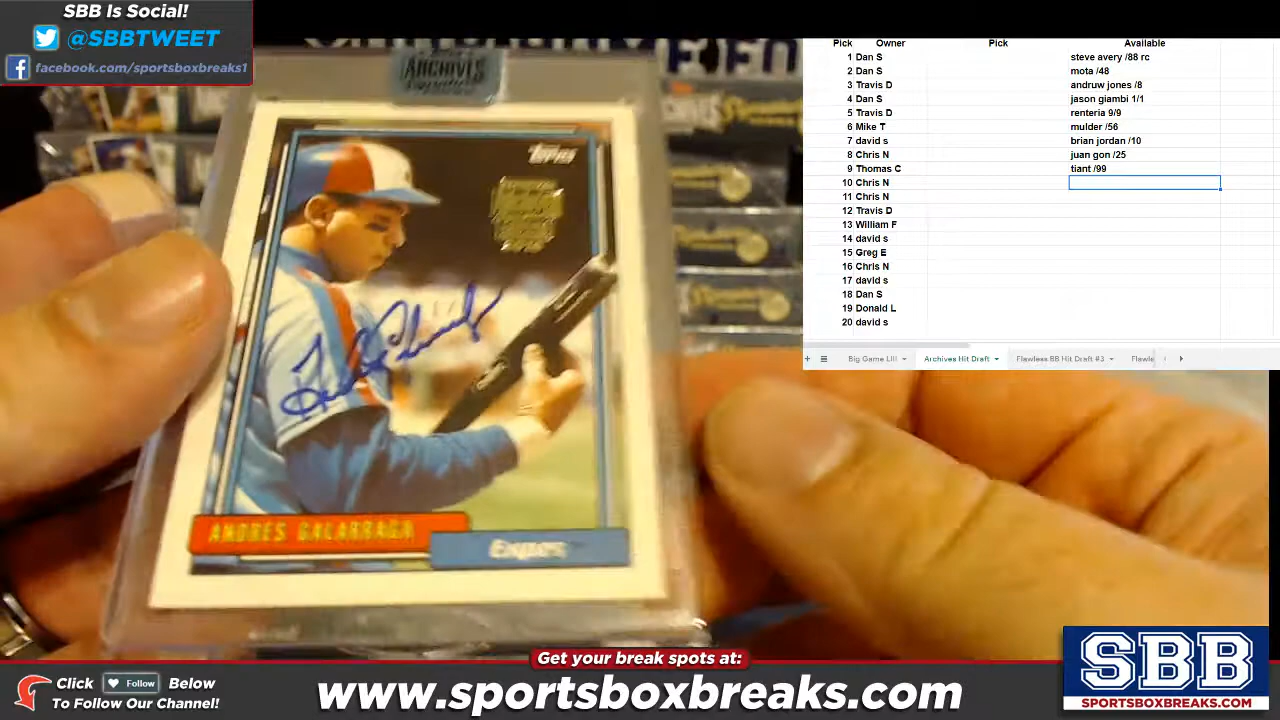 SBB Is Social!
@SBBTWEET
facebook.com/sportsboxbreaks1
ARCHIVES
Topps
ANDRES GALARRAGA
Expos
Pick Owner Pick Available
1 Dan S steve avery /88 rc
2 Dan S mota /48
3 Travis D andruw jones /8
4 Dan S jason giambi 1/1
5 Travis D renteria 9/9
6 Mike T mulder /56
7 david s brian jordan /10
8 Chris N juan gon /25
9 Thomas C tiant /99
10 Chris N
11 Chris N
12 Travis D
13 William F
14 david s
15 Greg E
16 Chris N
17 david s
18 Dan S
19 Donald L
20 david s
Big Game LIII Archives Hit Draft Flawless BB Hit Draft #3 Flawle
Get your break spots at:
Click Follow Below
To Follow Our Channel!
www.sportsboxbreaks.com
SBB
SPORTSBOXBREAKS.COM